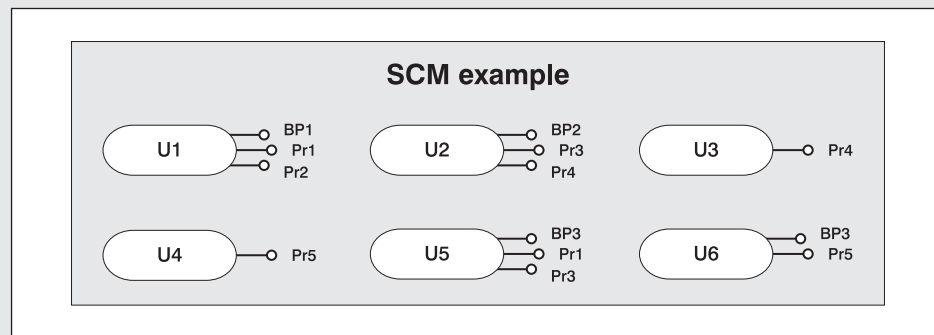 SCM example
U1
BP1
Pr1
Pr2
U2
BP2
Pr3
Pr4
U3
Pr4
U4
Pr5
U5
BP3
Pr1
Pr3
U6
BP3
Pr5